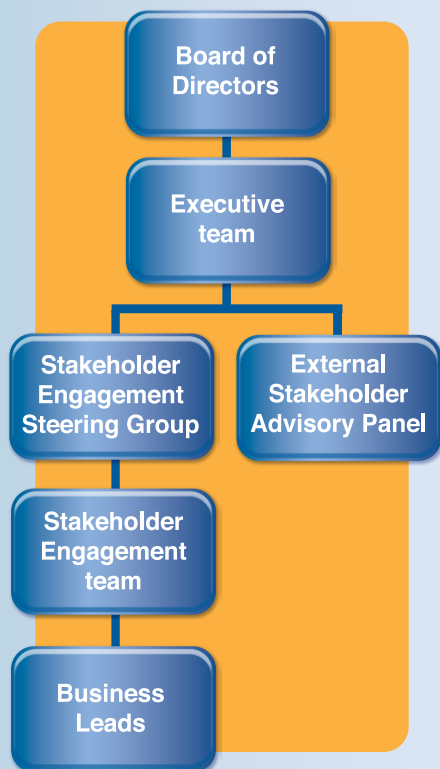 Board of
Directors
Executive
team
Stakeholder
Engagement
Steering Group
External
Stakeholder
Advisory Panel
Stakeholder
Engagement
team
Business
Leads